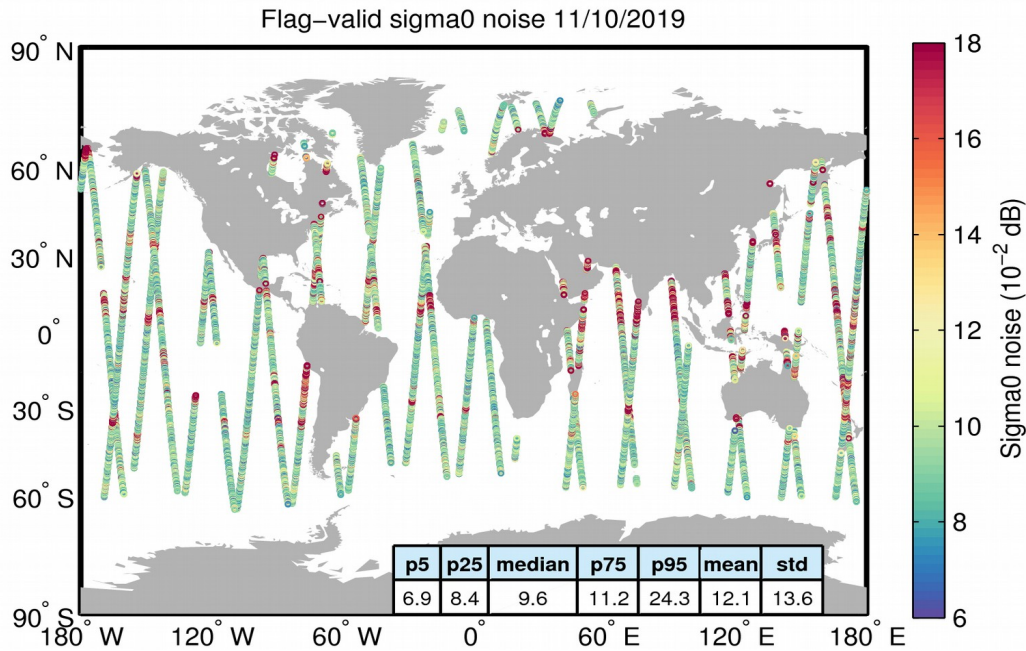 Flag−valid sigma0 noise 11/10/2019
90° N
60° N
30° N
0°
30° S
60° S
90° S
180° W
120° W
60° W
0°
60° E
120° E
180° E
p5 p25 median p75 p95 mean std
6.9 8.4 9.6 11.2 24.3 12.1 13.6
18
16
14
12
10
8
6
Sigma0 noise (10⁻² dB)